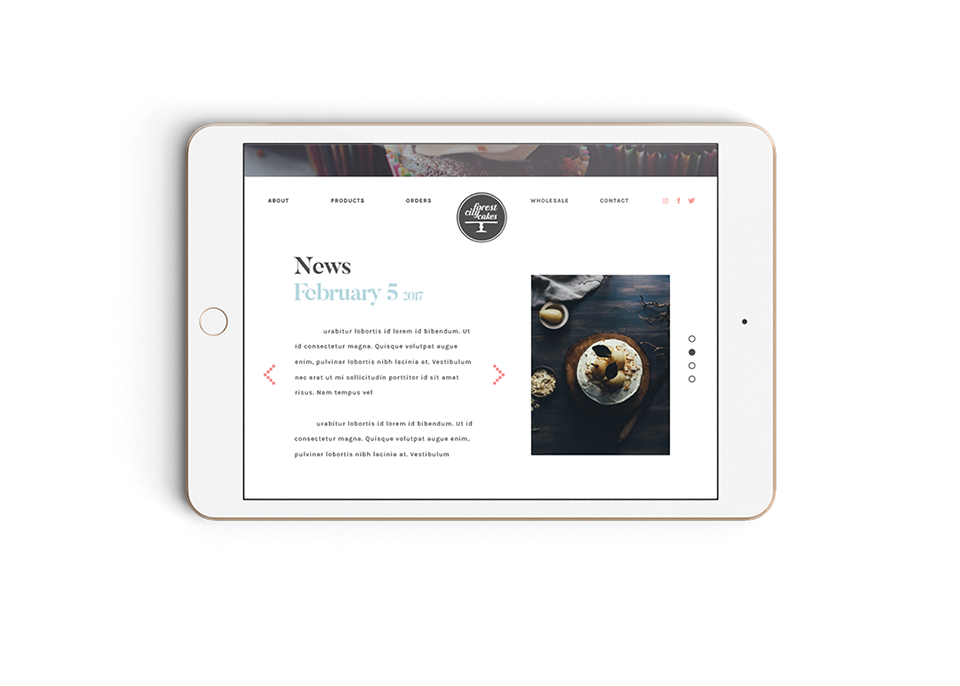 ABOUT PRODUCTS ORDERS forest city cakes WHOLESALE CONTACT
News
February 5 2017
urabitur lobortis id lorem id bibendum. Ut
id consectetur magna. Quisque volutpat augue
enim, pulvinar lobortis nibh lacinia at. Vestibulum
nec erat ut mi sollicitudin porttitor id sit amet
risus. Nam tempus vel
urabitur lobortis id lorem id bibendum. Ut id
consectetur magna. Quisque volutpat augue enim,
pulvinar lobortis nibh lacinia at. Vestibulum